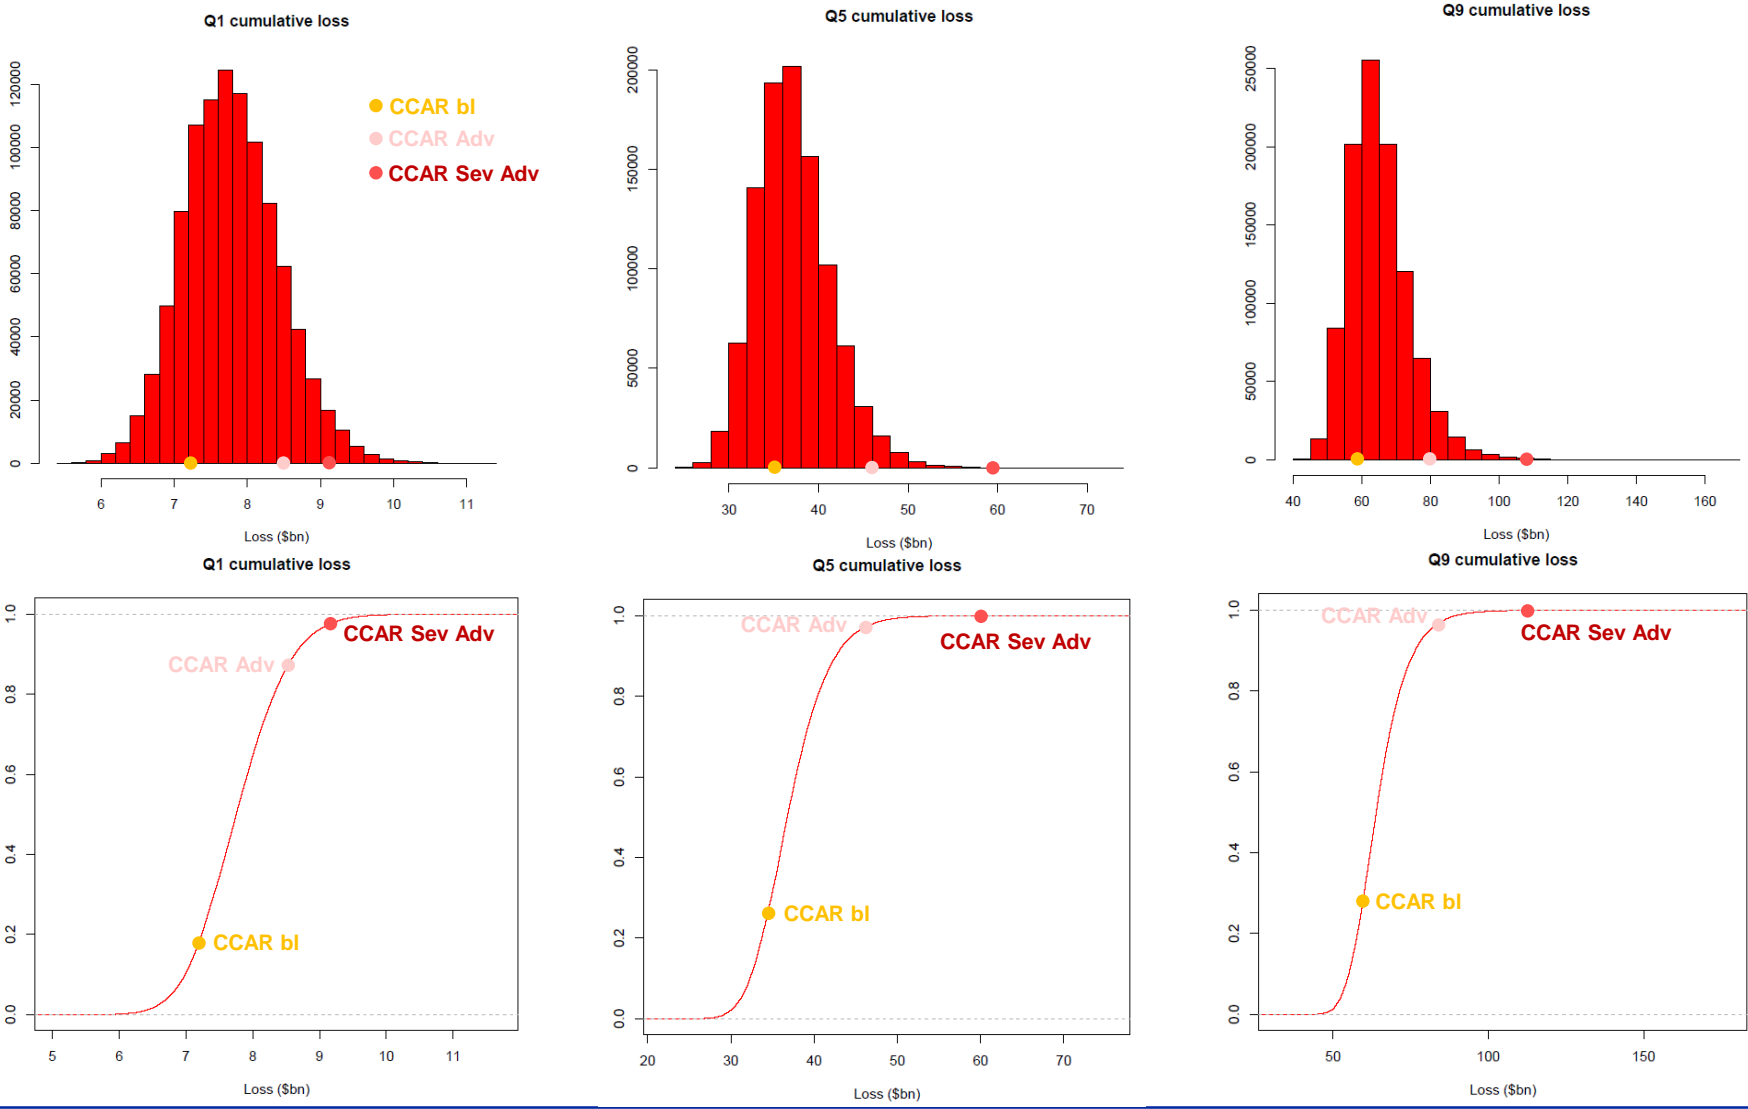 Q1 cumulative loss
120000
100000
80000
60000
40000
20000
0
CCAR bl
CCAR Adv
CCAR Sev Adv
6 7 8 9 10 11
Loss ($bn)
Q5 cumulative loss
200000
150000
100000
50000
0
30 40 50 60 70
Loss ($bn)
Q9 cumulative loss
250000
200000
150000
100000
50000
0
40 60 80 100 120 140 160
Loss ($bn)
Q1 cumulative loss
1.0
0.8
0.6
0.4
0.2
0.0
CCAR Sev Adv
CCAR Adv
CCAR bl
5 6 7 8 9 10 11
Loss ($bn)
Q5 cumulative loss
1.0
0.8
0.6
0.4
0.2
0.0
CCAR Adv
CCAR Sev Adv
CCAR bl
20 30 40 50 60 70
Loss ($bn)
Q9 cumulative loss
1.0
0.8
0.6
0.4
0.2
0.0
CCAR Adv
CCAR Sev Adv
CCAR bl
50 100 150
Loss ($bn)